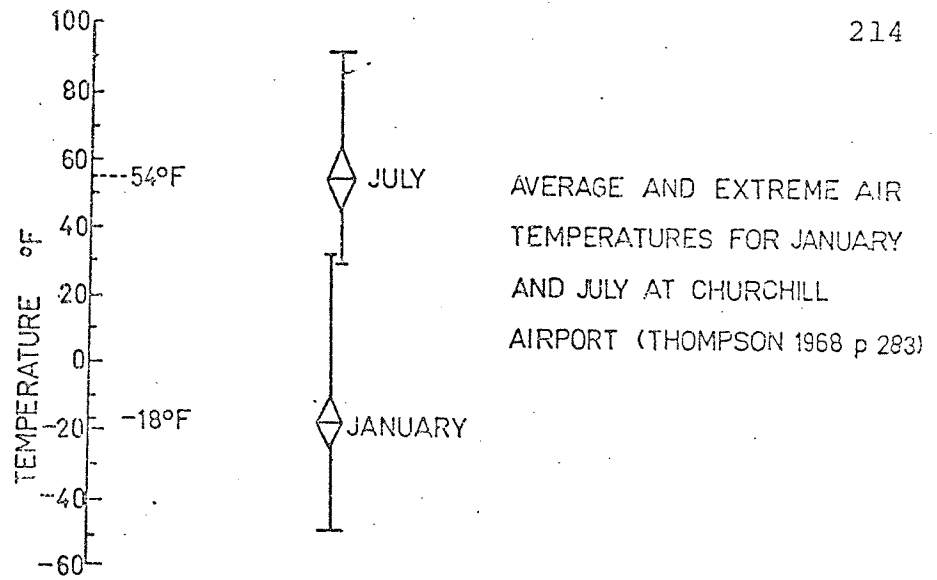 214
100
80
60
54°F
40
20
0
-18°F
-20
-40
-60
TEMPERATURE °F
JULY
JANUARY
AVERAGE AND EXTREME AIR
TEMPERATURES FOR JANUARY
AND JULY AT CHURCHILL
AIRPORT (THOMPSON 1968 p 283)